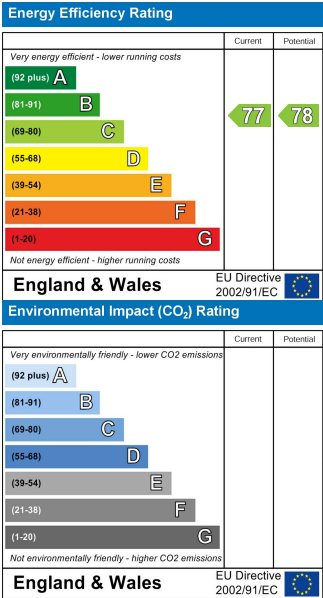 Energy Efficiency Rating
Current Potential
Very energy efficient - lower running costs
(92 plus) A
(81-91) B
77 78
(69-80) C
(55-68) D
(39-54) E
(21-38) F
(1-20) G
Not energy efficient - higher running costs
England & Wales
EU Directive
2002/91/EC
Environmental Impact (CO₂) Rating
Current Potential
Very environmentally friendly - lower CO2 emissions
(92 plus) A
(81-91) B
(69-80) C
(55-68) D
(39-54) E
(21-38) F
(1-20) G
Not environmentally friendly - higher CO2 emissions
England & Wales
EU Directive
2002/91/EC